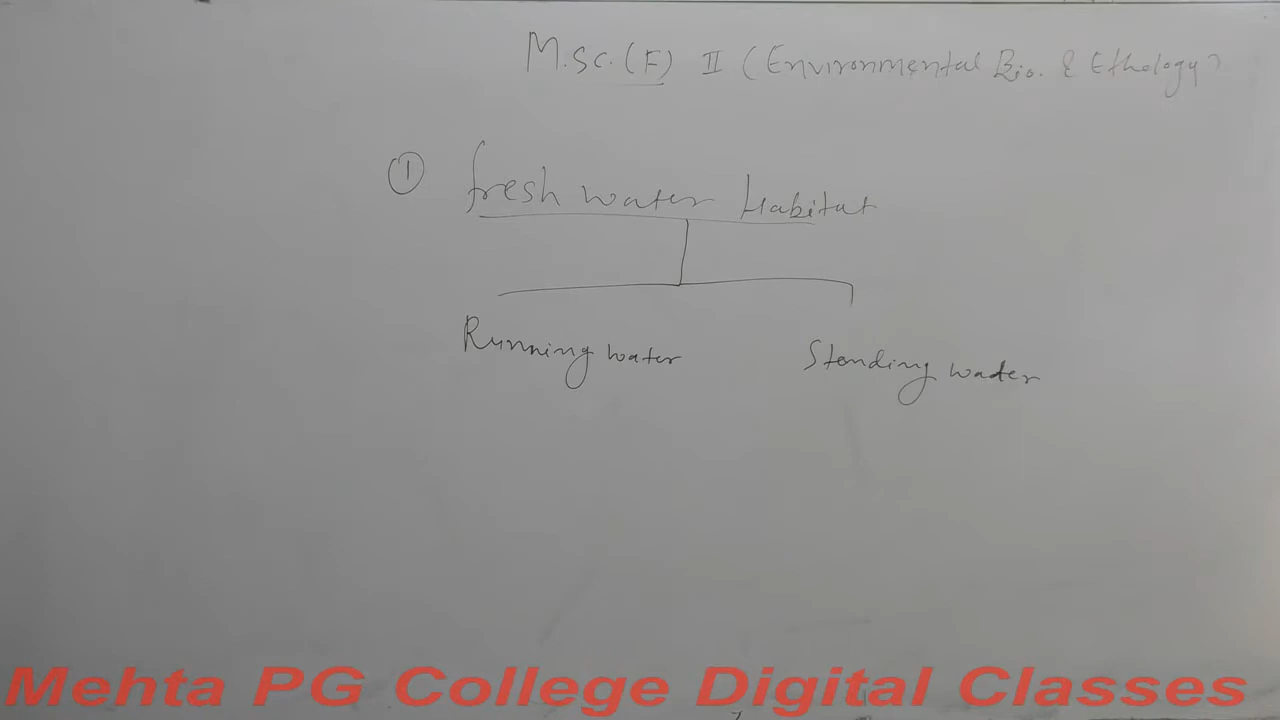 M.Sc. (F) II (Environmental Bio. & Ethology)
① fresh water Habitat
Running water Standing water
Mehta PG College Digital Classes